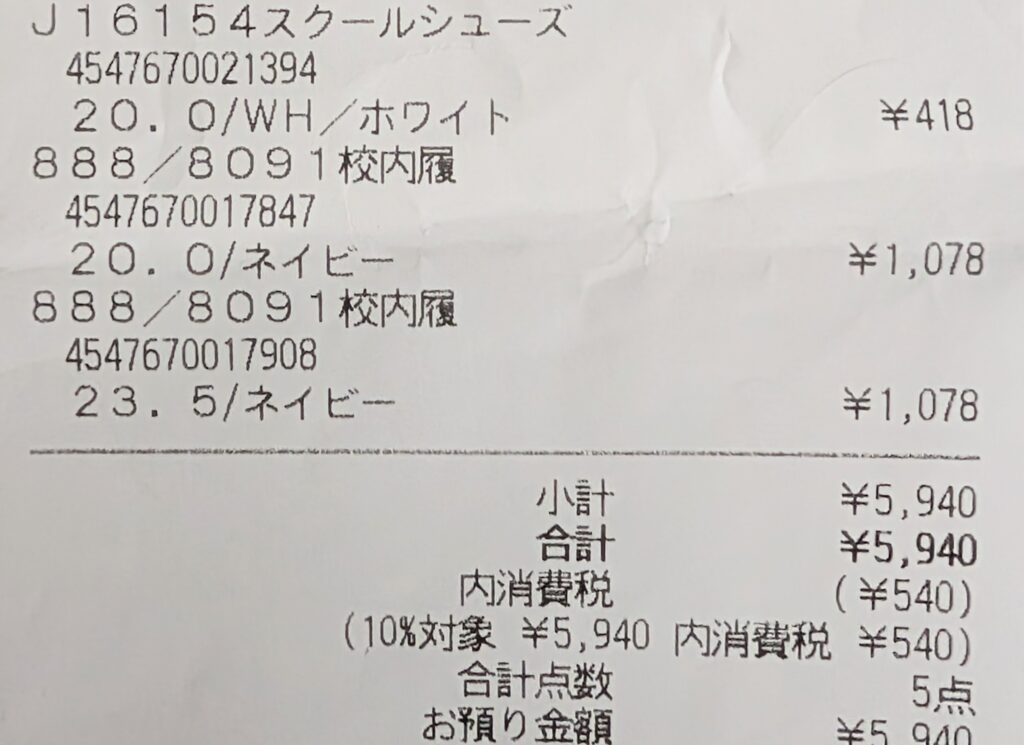 J16154スクールシューズ
4547670021394
20.0/WH/ホワイト ¥418
888/8091校内履
4547670017847
20.0/ネイビー ¥1,078
888/8091校内履
4547670017908
23.5/ネイビー ¥1,078
小計 ¥5,940
合計 ¥5,940
内消費税 (¥540)
(10%対象 ¥5,940 内消費税 ¥540)
合計点数 5点
お預り金額 ¥5,940